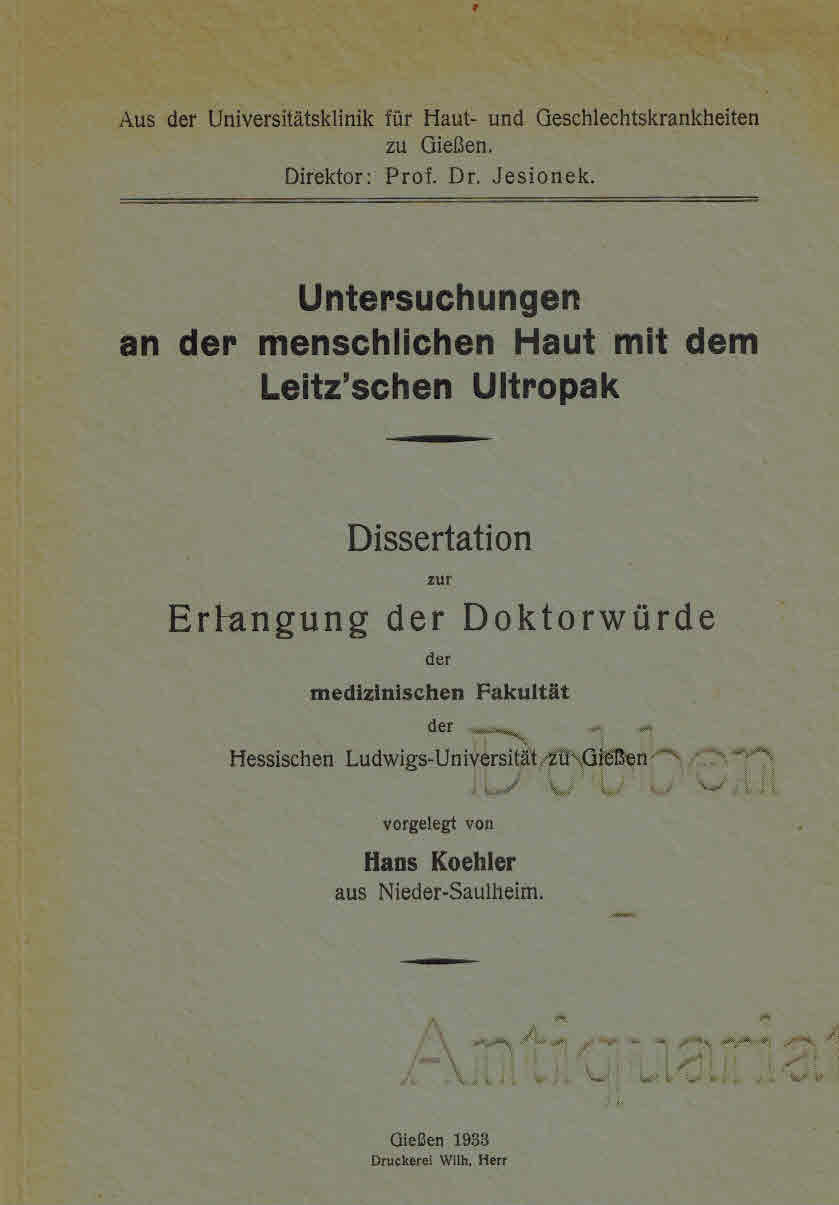 Aus der Universitätsklinik für Haut- und Geschlechtskrankheiten
zu Gießen.
Direktor: Prof. Dr. Jesionek.
Untersuchungen
an der menschlichen Haut mit dem
Leitz'schen Ultropak
Dissertation
zur
Erlangung der Doktorwürde
der
medizinischen Fakultät
der
Hessischen Ludwigs-Universität zu Gießen
vorgelegt von
Hans Koehler
aus Nieder-Saulheim.
Antiquariat
Gießen 1933
Druckerei Wilh. Herr